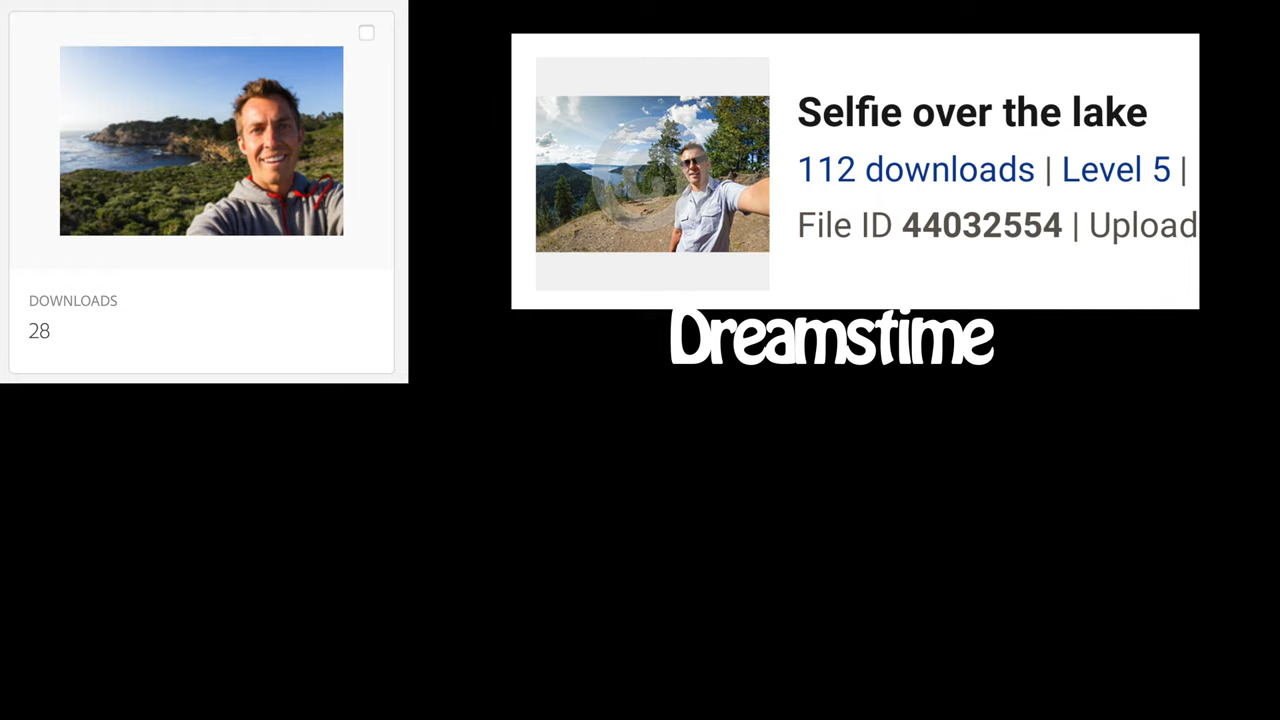 DOWNLOADS
28
Selfie over the lake
112 downloads | Level 5 |
File ID 44032554 | Upload
Dreamstime